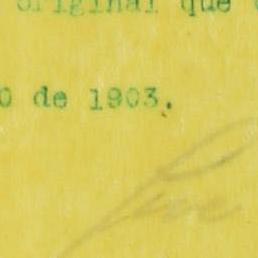 original que
0 de 1903.